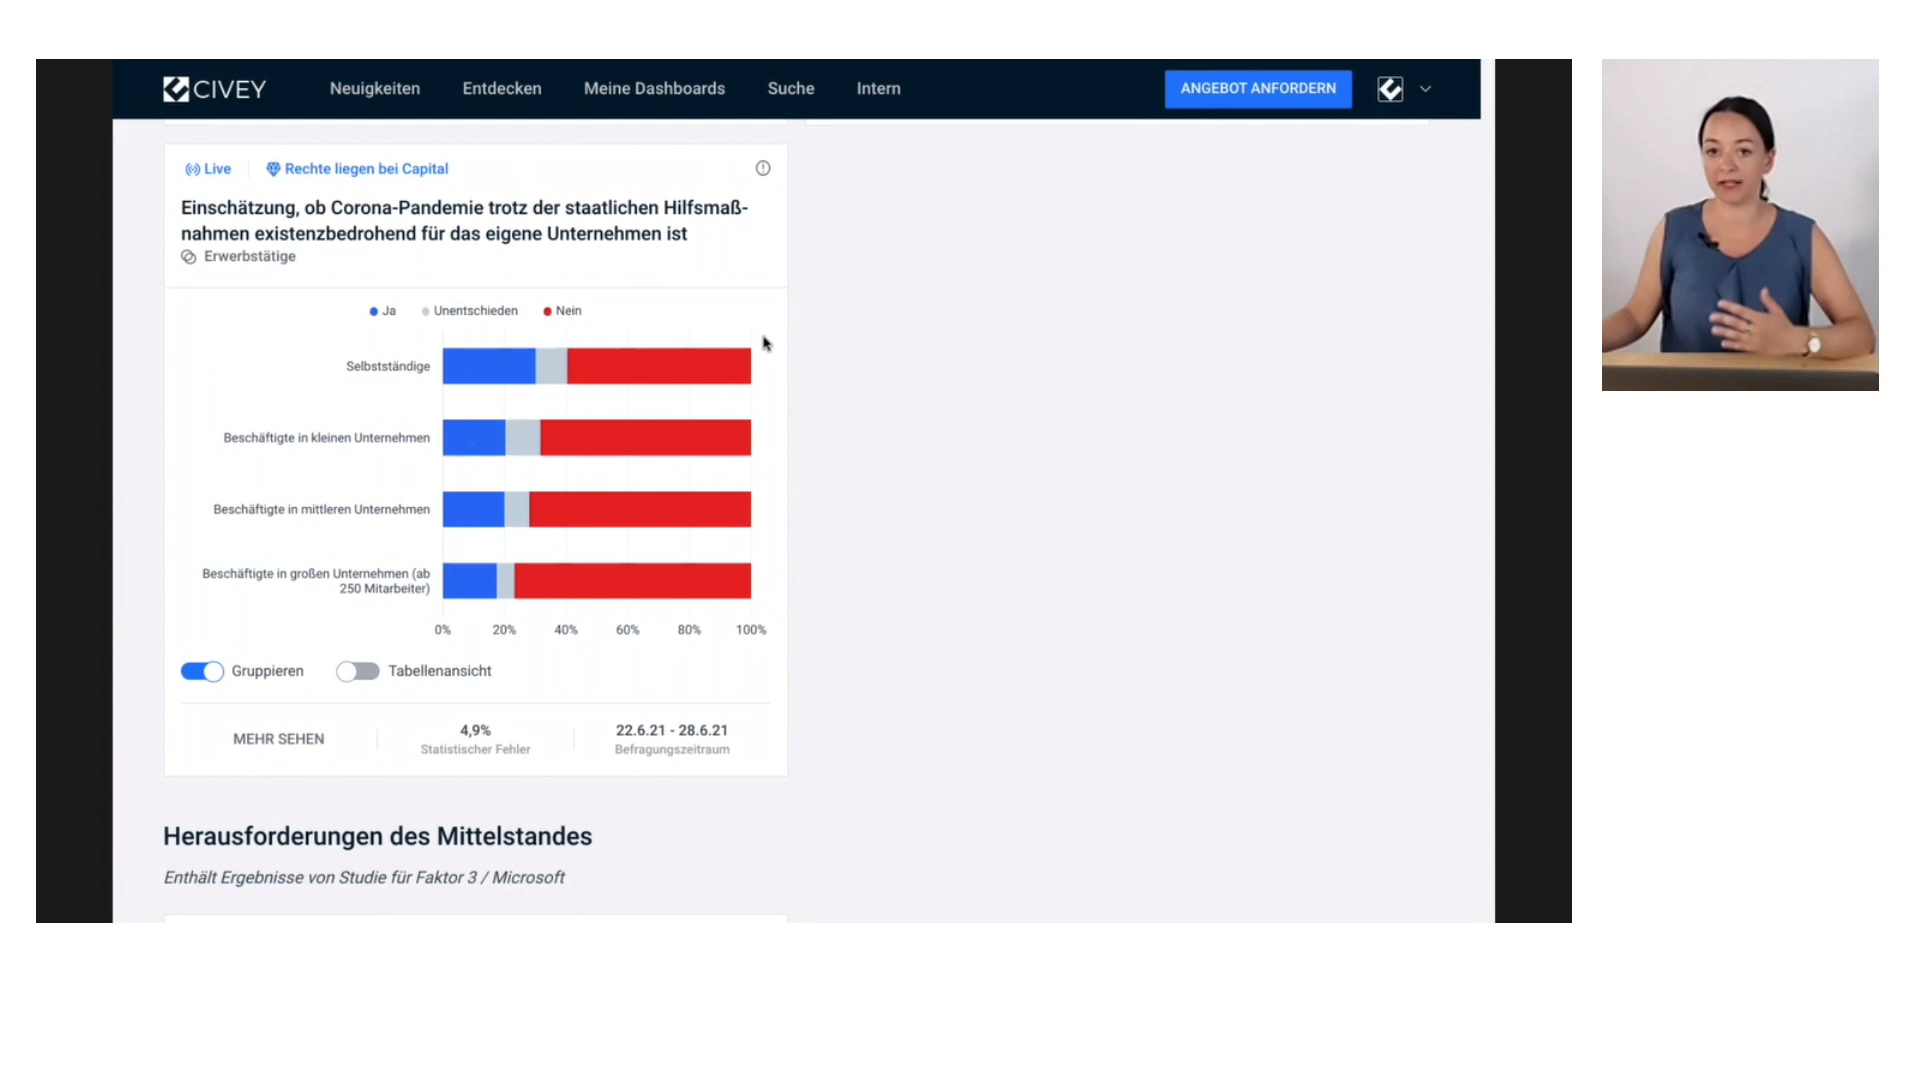 CIVEY
Neuigkeiten
Entdecken
Meine Dashboards
Suche
Intern
ANGEBOT ANFORDERN
Live
Rechte liegen bei Capital
Einschätzung, ob Corona-Pandemie trotz der staatlichen Hilfsmaß-
nahmen existenzbedrohend für das eigene Unternehmen ist
Erwerbstätige
Ja
Unentschieden
Nein
Selbstständige
Beschäftigte in kleinen Unternehmen
Beschäftigte in mittleren Unternehmen
Beschäftigte in großen Unternehmen (ab
250 Mitarbeiter)
0%
20%
40%
60%
80%
100%
Gruppieren
Tabellenansicht
MEHR SEHEN
4,9%
Statistischer Fehler
22.6.21 - 28.6.21
Befragungszeitraum
Herausforderungen des Mittelstandes
Enthält Ergebnisse von Studie für Faktor 3 / Microsoft